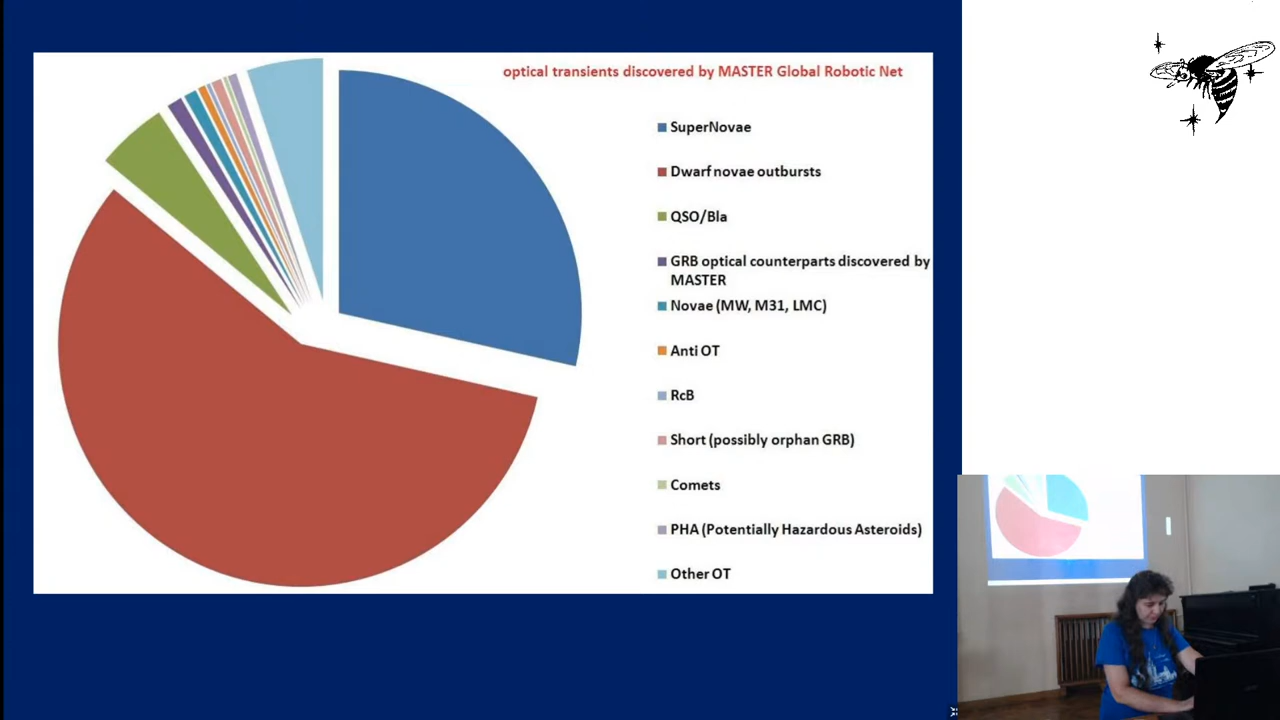 optical transients discovered by MASTER Global Robotic Net
SuperNovae
Dwarf novae outbursts
QSO/Bla
GRB optical counterparts discovered by
MASTER
Novae (MW, M31, LMC)
Anti OT
RcB
Short (possibly orphan GRB)
Comets
PHA (Potentially Hazardous Asteroids)
Other OT